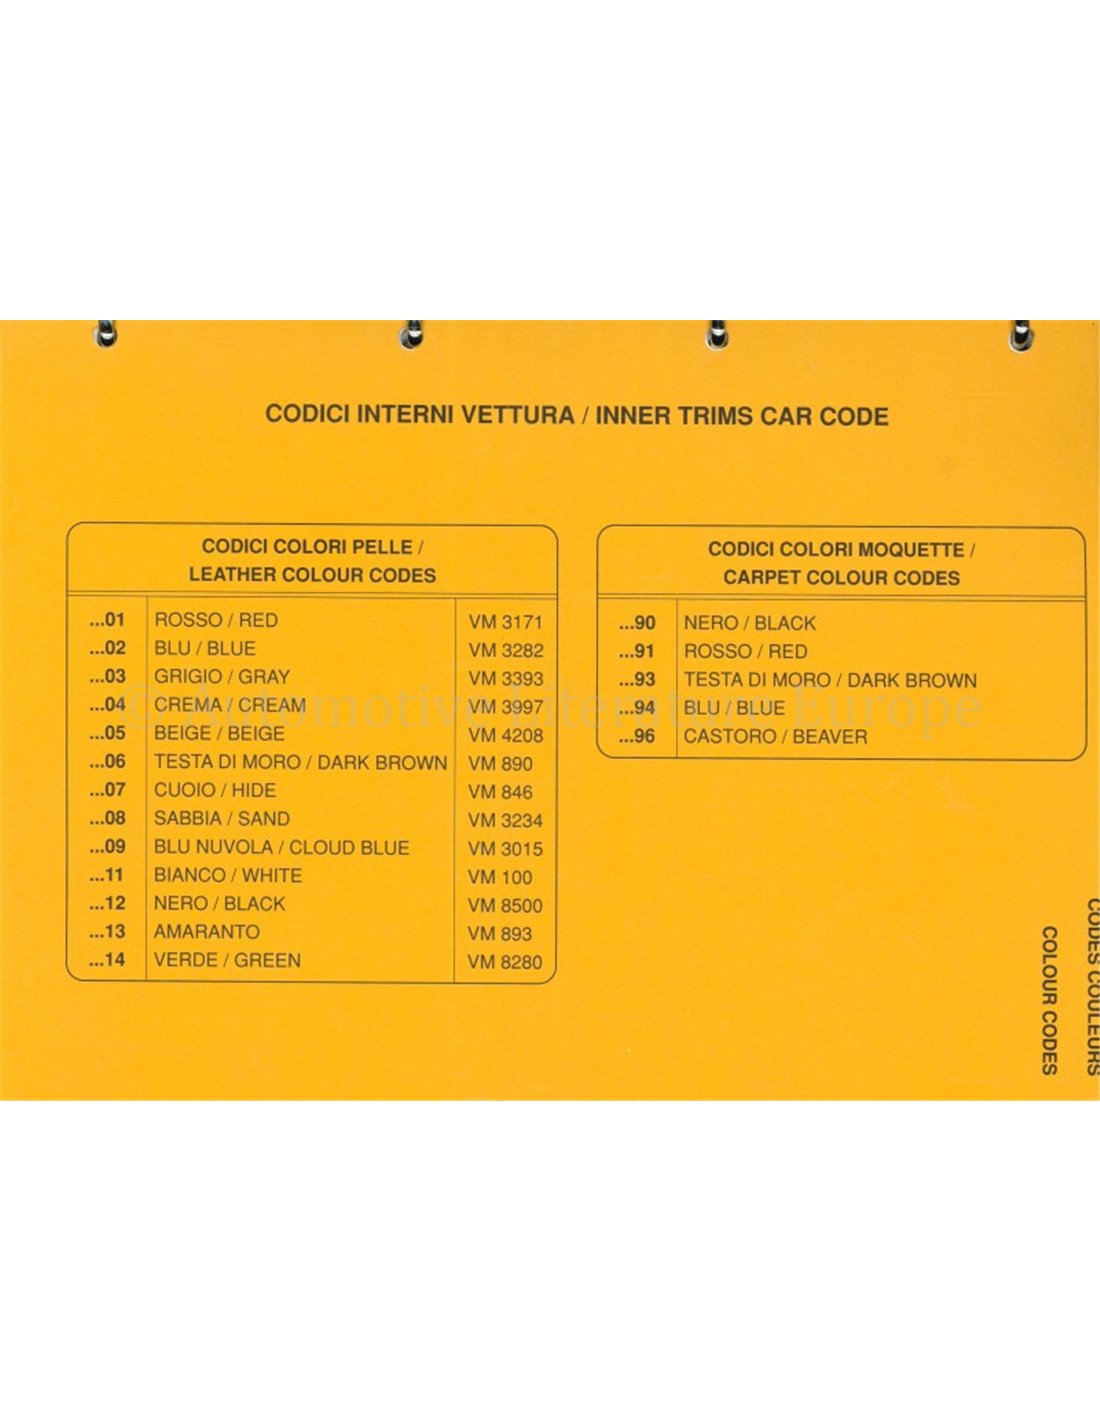 CODICI INTERNI VETTURA / INNER TRIMS CAR CODE
CODICI COLORI PELLE /
LEATHER COLOUR CODES
...01 ROSSO / RED VM 3171
...02 BLU / BLUE VM 3282
...03 GRIGIO / GRAY VM 3393
...04 CREMA / CREAM VM 3997
...05 BEIGE / BEIGE VM 4208
...06 TESTA DI MORO / DARK BROWN VM 890
...07 CUOIO / HIDE VM 846
...08 SABBIA / SAND VM 3234
...09 BLU NUVOLA / CLOUD BLUE VM 3015
...11 BIANCO / WHITE VM 100
...12 NERO / BLACK VM 8500
...13 AMARANTO VM 893
...14 VERDE / GREEN VM 8280
CODICI COLORI MOQUETTE /
CARPET COLOUR CODES
...90 NERO / BLACK
...91 ROSSO / RED
...93 TESTA DI MORO / DARK BROWN
...94 BLU / BLUE
...96 CASTORO / BEAVER
© Automotive Literature Europe
CODES COULEURS
COLOUR CODES